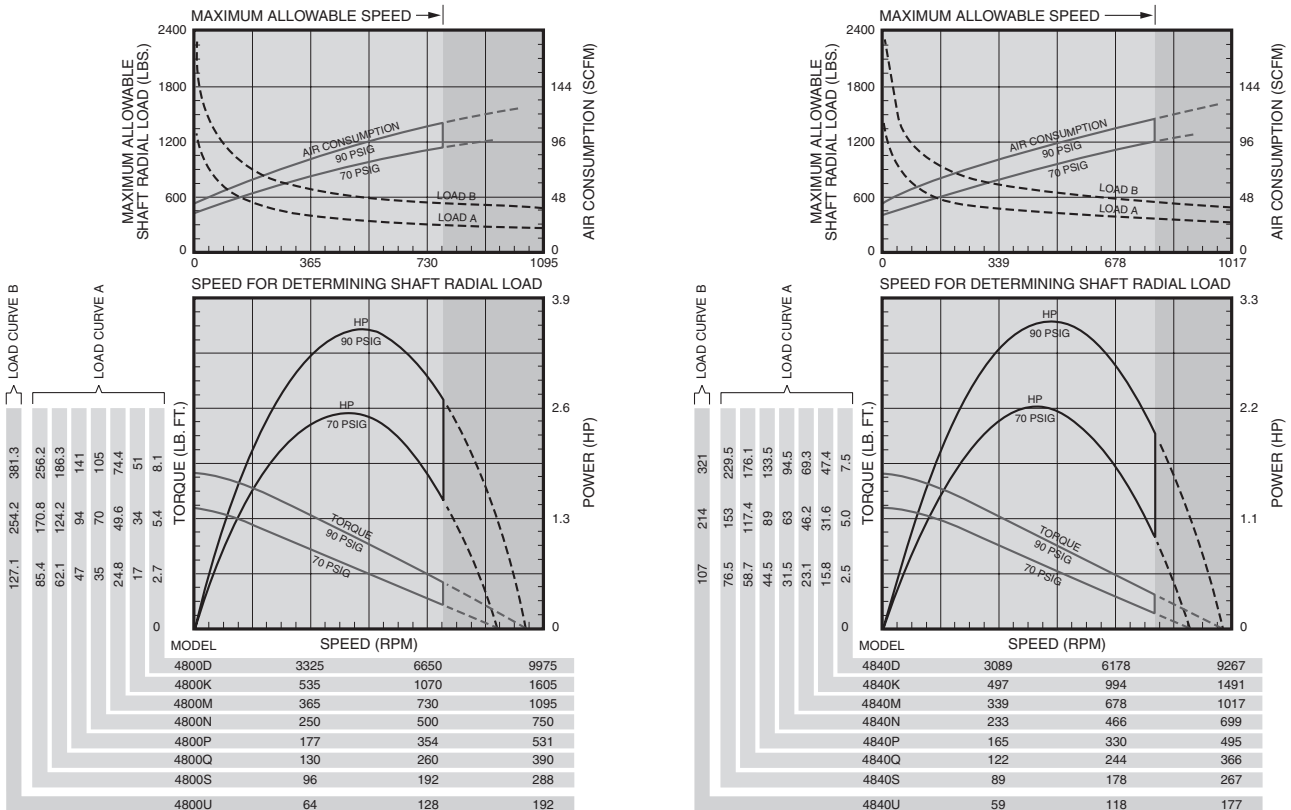 MAXIMUM ALLOWABLE SPEED
2400
1800
1200
600
0
MAXIMUM ALLOWABLE
SHAFT RADIAL LOAD (LBS.)
AIR CONSUMPTION
90 PSIG
70 PSIG
LOAD B
LOAD A
144
96
48
0
AIR CONSUMPTION (SCFM)
0 365 730 1095
SPEED FOR DETERMINING SHAFT RADIAL LOAD
LOAD CURVE B
LOAD CURVE A
381.3 256.2 186.3 141 105 74.4 51 8.1
254.2 170.8 124.2 94 70 49.6 34 5.4
127.1 85.4 62.1 47 35 24.8 17 2.7
0
TORQUE (LB. FT.)
HP
90 PSIG
HP
70 PSIG
TORQUE
90 PSIG
70 PSIG
3.9
2.6
1.3
0
POWER (HP)
MODEL SPEED (RPM)
4800D 3325 6650 9975
4800K 535 1070 1605
4800M 365 730 1095
4800N 250 500 750
4800P 177 354 531
4800Q 130 260 390
4800S 96 192 288
4800U 64 128 192
MAXIMUM ALLOWABLE SPEED
2400
1800
1200
600
0
MAXIMUM ALLOWABLE
SHAFT RADIAL LOAD (LBS.)
AIR CONSUMPTION
90 PSIG
70 PSIG
LOAD B
LOAD A
144
96
48
0
AIR CONSUMPTION (SCFM)
0 339 678 1017
SPEED FOR DETERMINING SHAFT RADIAL LOAD
LOAD CURVE B
LOAD CURVE A
321 229.5 176.1 133.5 94.5 69.3 47.4 7.5
214 153 117.4 89 63 46.2 31.6 5.0
107 76.5 58.7 44.5 31.5 23.1 15.8 2.5
0
TORQUE (LB. FT.)
HP
90 PSIG
HP
70 PSIG
TORQUE
90 PSIG
70 PSIG
3.3
2.2
1.1
0
POWER (HP)
MODEL SPEED (RPM)
4840D 3089 6178 9267
4840K 497 994 1491
4840M 339 678 1017
4840N 233 466 699
4840P 165 330 495
4840Q 122 244 366
4840S 89 178 267
4840U 59 118 177